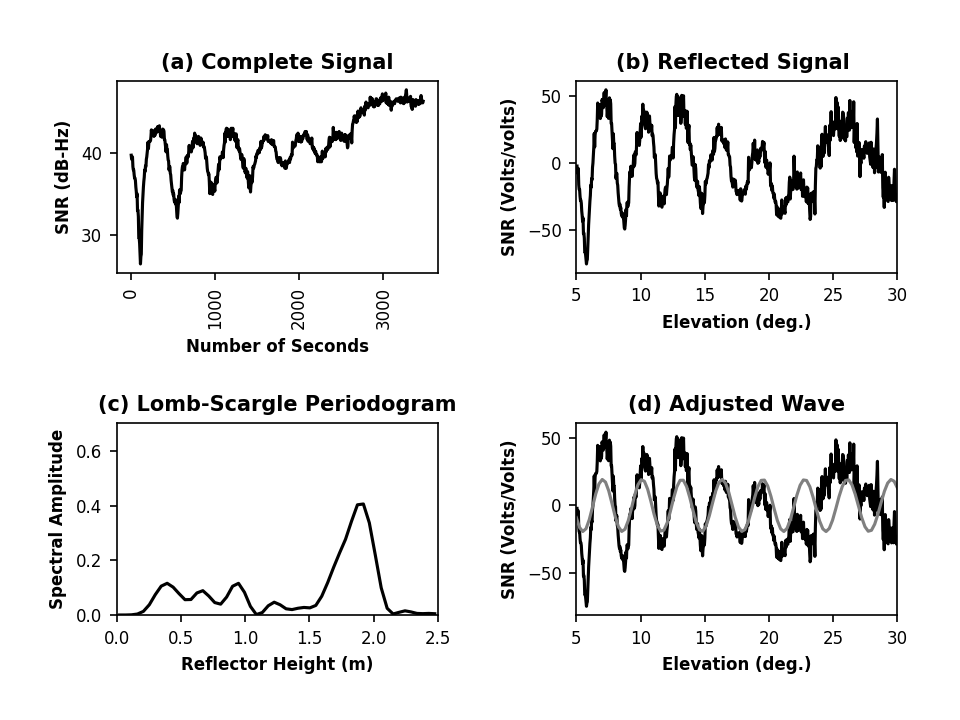 (a) Complete Signal
SNR (dB-Hz)
40
30
0
1000
2000
3000
Number of Seconds
(b) Reflected Signal
SNR (Volts/volts)
50
0
−50
5 10 15 20 25 30
Elevation (deg.)
(c) Lomb-Scargle Periodogram
Spectral Amplitude
0.6
0.4
0.2
0.0
0.0 0.5 1.0 1.5 2.0 2.5
Reflector Height (m)
(d) Adjusted Wave
SNR (Volts/Volts)
50
0
−50
5 10 15 20 25 30
Elevation (deg.)